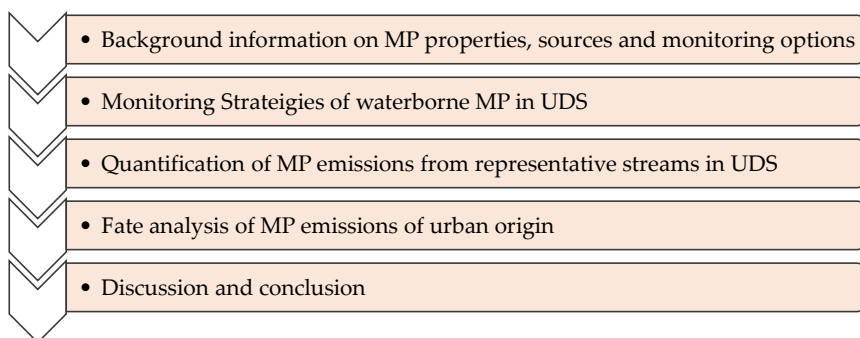 • Background information on MP properties, sources and monitoring options
• Monitoring Strateigies of waterborne MP in UDS
• Quantification of MP emissions from representative streams in UDS
• Fate analysis of MP emissions of urban origin
• Discussion and conclusion